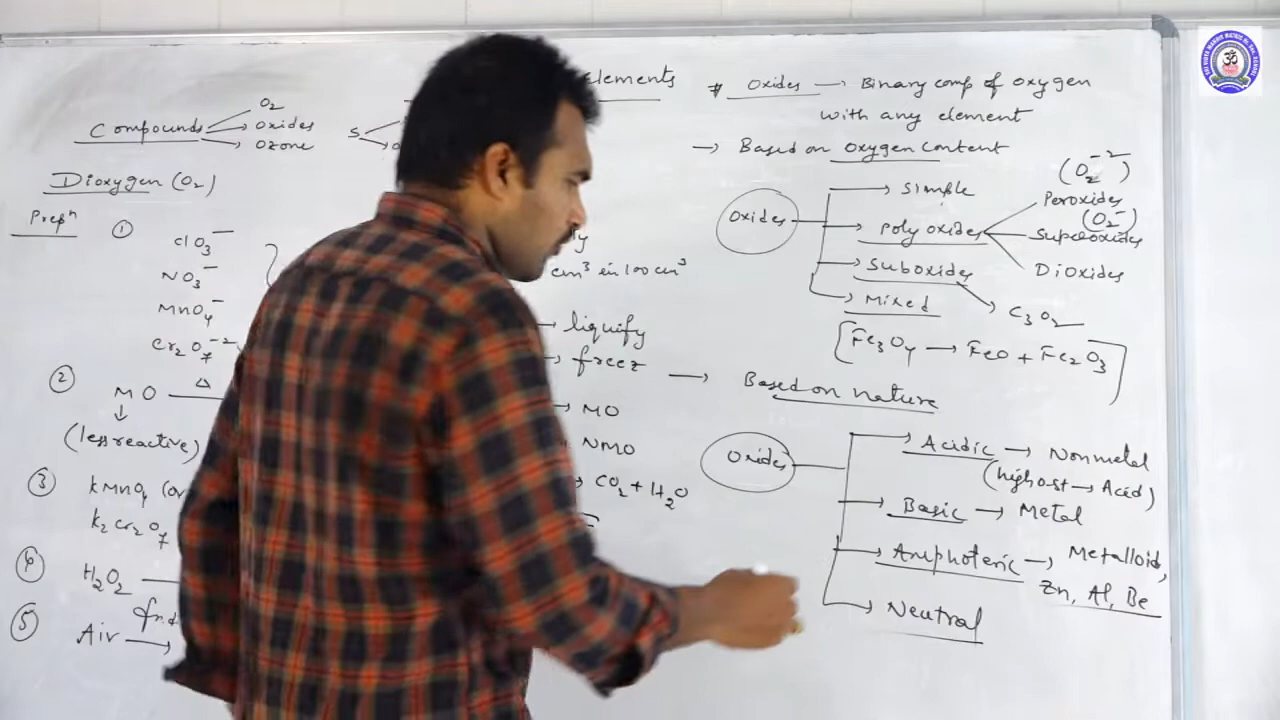 elements
Compounds
O2
Oxides
Ozone
S
Dioxygen (O2)
Prepⁿ
① ClO3⁻
NO3⁻
MnO4⁻
Cr2O7⁻²
② MO Δ
(less reactive)
③ KMnO4 (or
K2Cr2O7
④ H2O2
⑤ Air
cm³ in 100 cm³
→ liquify
→ freez
→ MO
→ NMO
→ CO2 + H2O
# Oxides — Binary comp of oxygen
with any element
→ Based on oxygen content
Oxides
→ Simple
→ Poly oxides
(O2⁻²)
Peroxides
(O2⁻)
Superoxides
Dioxides
→ Suboxides
C3O2
→ Mixed
[Fe3O4 → FeO + Fe2O3]
→ Based on nature
Oxides
→ Acidic → Nonmetal
(highost → Acid)
→ Basic → Metal
→ Amphoteric → Metalloid,
Zn, Al, Be
→ Neutral